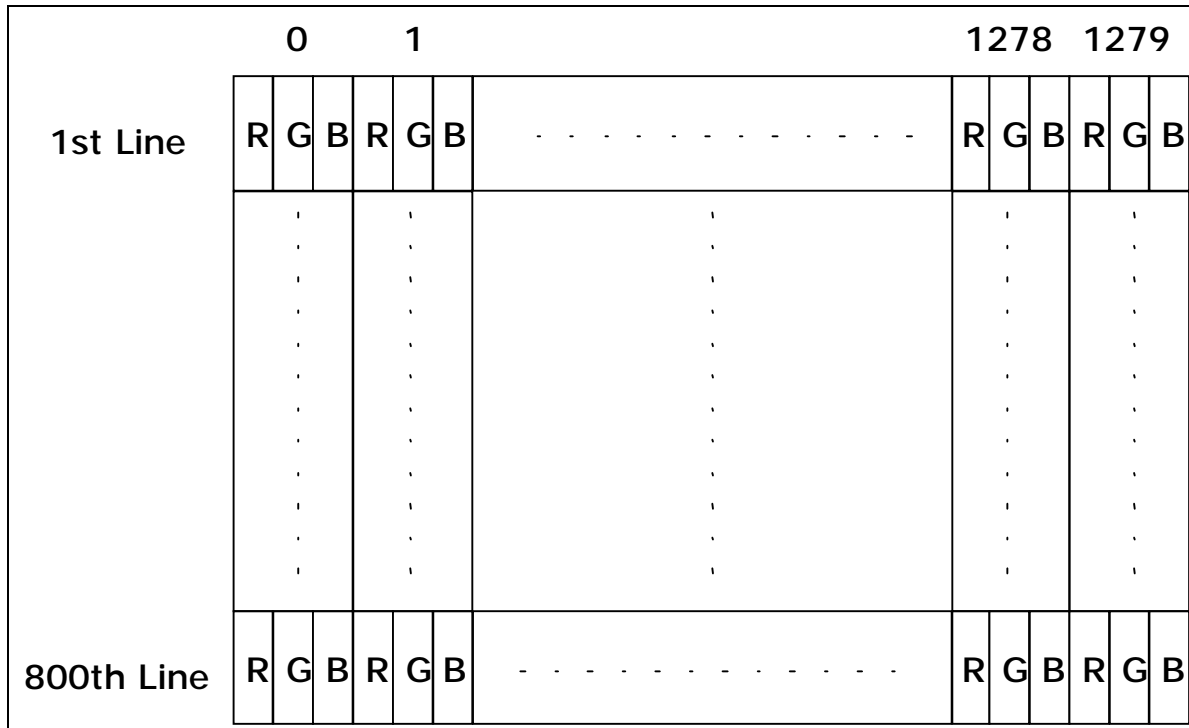 0 1 1278 1279
1st Line R G B R G B - - - - - - - - - - - - R G B R G B
800th Line R G B R G B - - - - - - - - - - - - R G B R G B